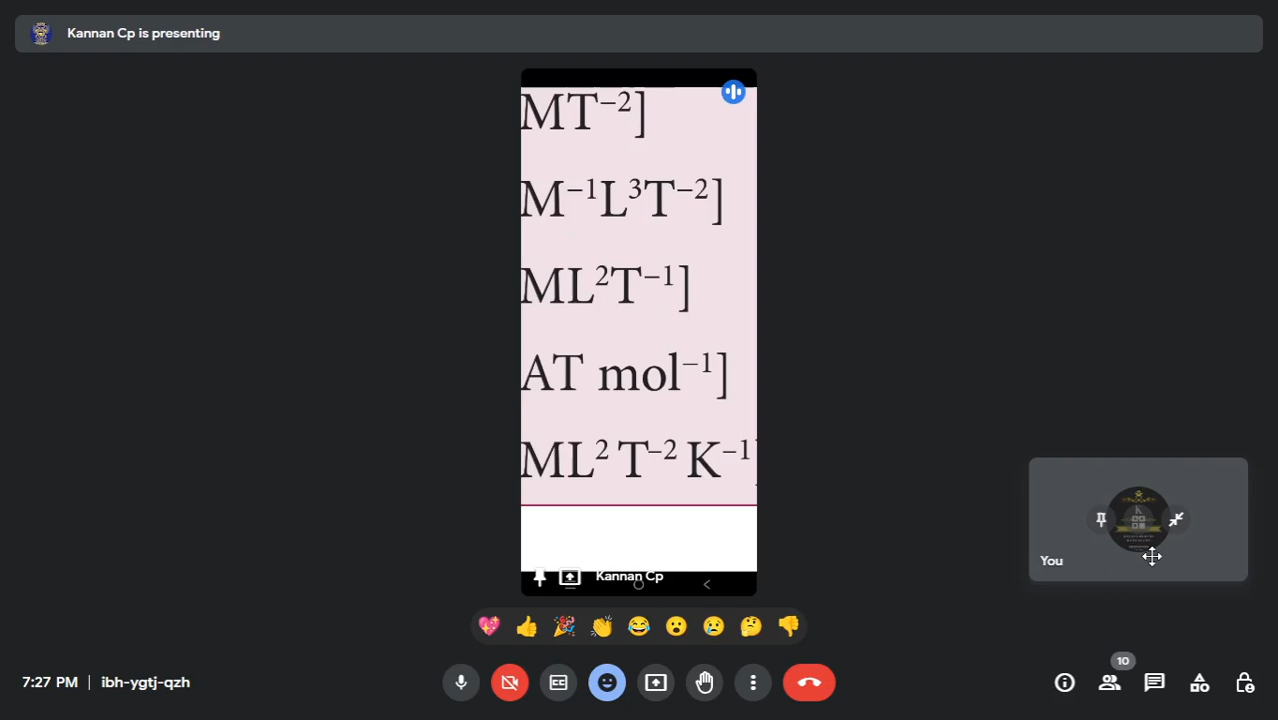 Kannan Cp is presenting
MT⁻²]
M⁻¹L³T⁻²]
ML²T⁻¹]
AT mol⁻¹]
ML² T⁻² K⁻¹]
You
Kannan Cp
7:27 PM | ibh-ygtj-qzh
10